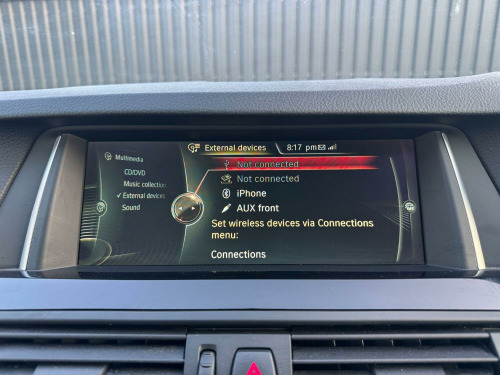 External devices
8:17 pm
Multimedia
CD/DVD
Music collection
External devices
Sound
Not connected
Not connected
iPhone
AUX front
Set wireless devices via Connections
menu:
Connections